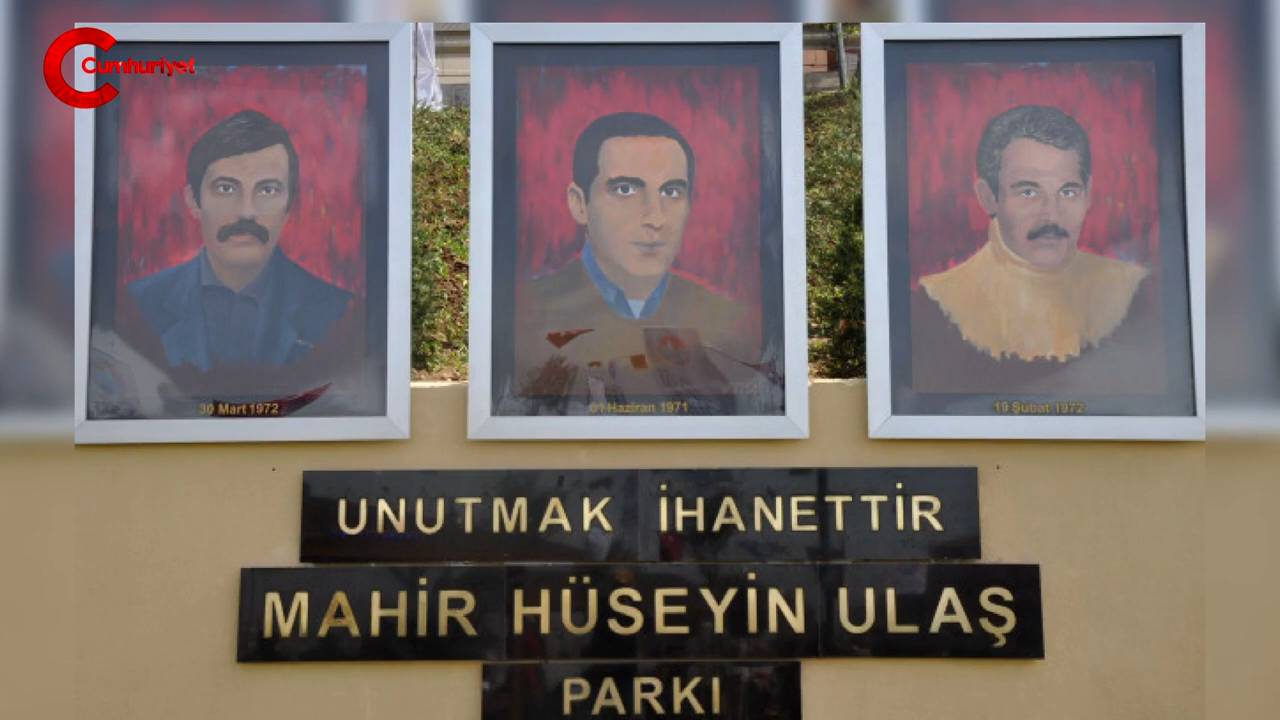 Cumhuriyet
30 Mart 1972
01 Haziran 1971
19 Şubat 1972
UNUTMAK İHANETTİR
MAHİR HÜSEYİN ULAŞ
PARKI